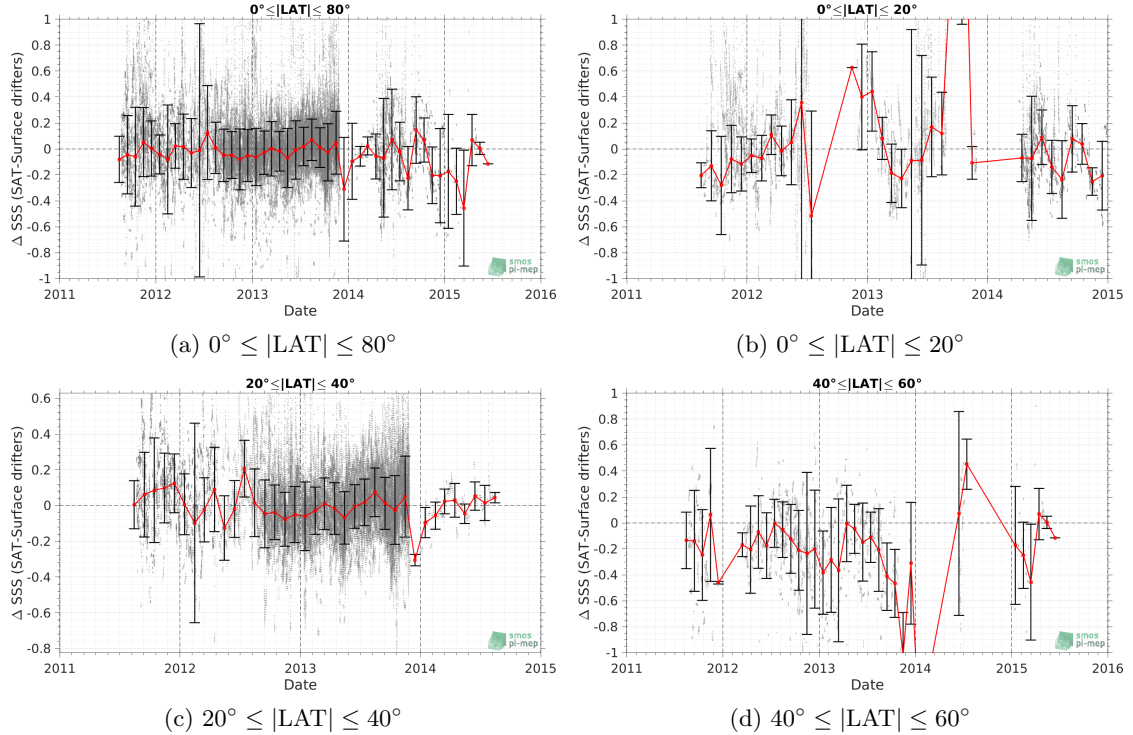 0°≤|LAT|≤ 80°
Δ SSS (SAT-Surface drifters)
1
0.8
0.6
0.4
0.2
0
-0.2
-0.4
-0.6
-0.8
-1
2011 2012 2013 2014 2015 2016
Date
smos
pi-mep
(a) 0° ≤ |LAT| ≤ 80°
0°≤|LAT|≤ 20°
Δ SSS (SAT-Surface drifters)
1
0.8
0.6
0.4
0.2
0
-0.2
-0.4
-0.6
-0.8
-1
2011 2012 2013 2014 2015
Date
smos
pi-mep
(b) 0° ≤ |LAT| ≤ 20°
20°≤|LAT|≤ 40°
Δ SSS (SAT-Surface drifters)
0.6
0.4
0.2
0
-0.2
-0.4
-0.6
-0.8
2011 2012 2013 2014 2015
Date
smos
pi-mep
(c) 20° ≤ |LAT| ≤ 40°
40°≤|LAT|≤ 60°
Δ SSS (SAT-Surface drifters)
1
0.8
0.6
0.4
0.2
0
-0.2
-0.4
-0.6
-0.8
-1
2011 2012 2013 2014 2015 2016
Date
smos
pi-mep
(d) 40° ≤ |LAT| ≤ 60°